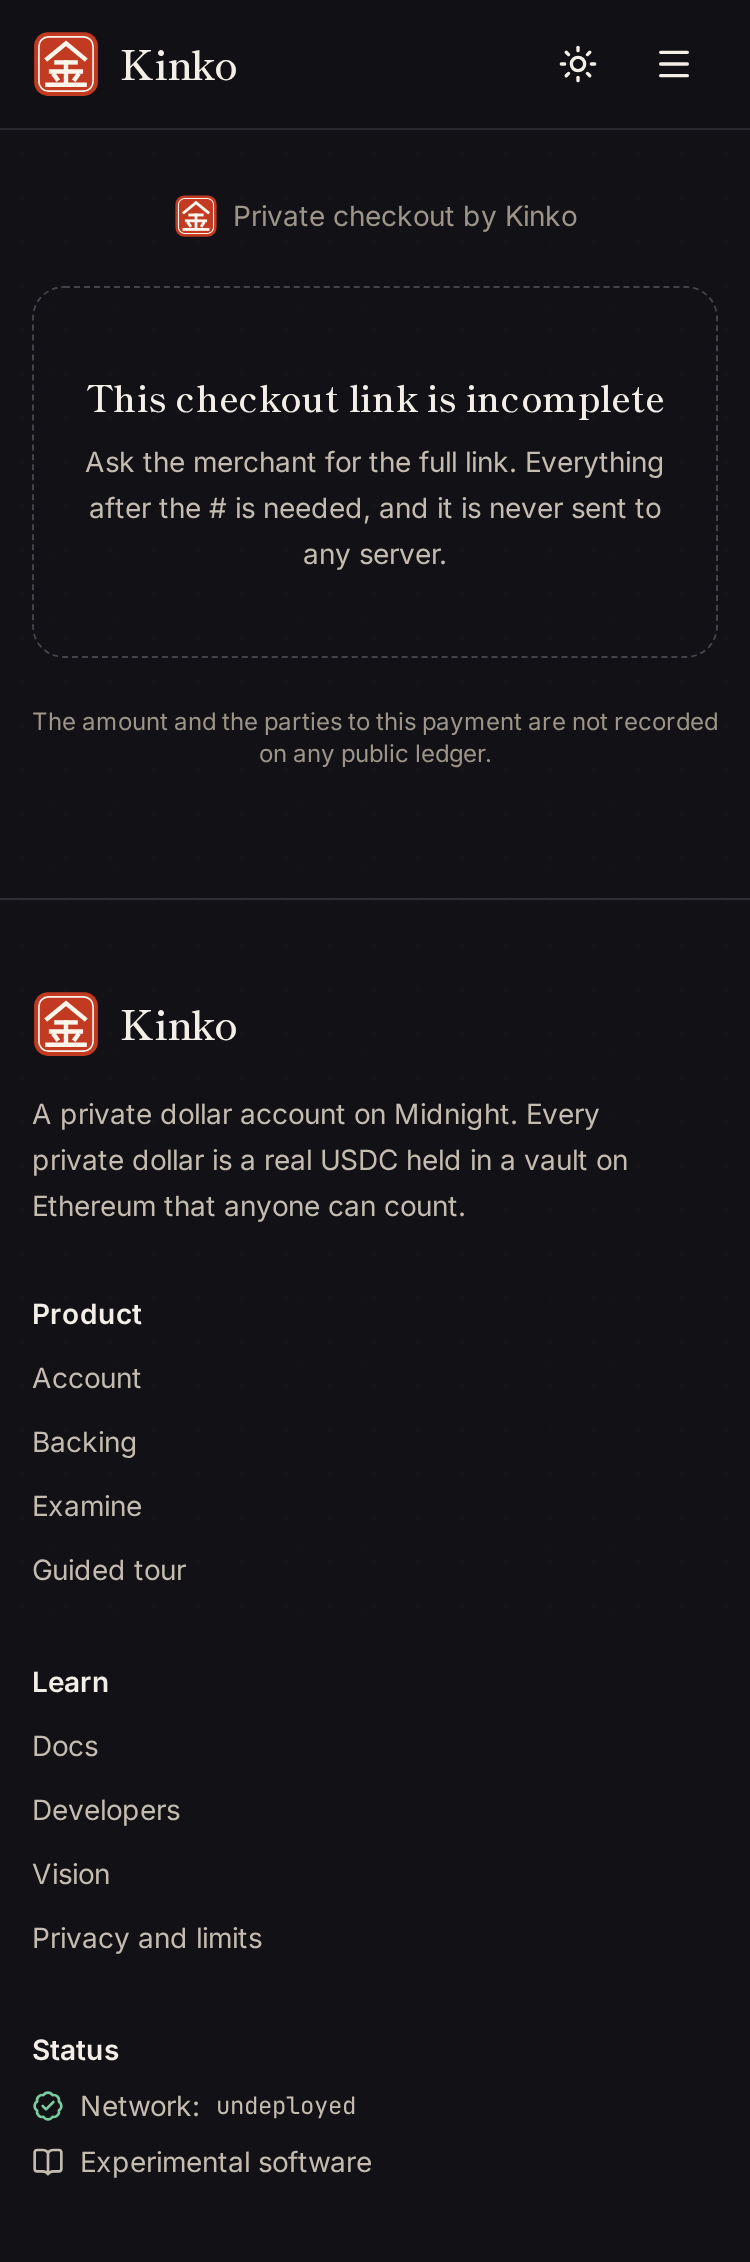 金 Kinko
金 Private checkout by Kinko
This checkout link is incomplete
Ask the merchant for the full link. Everything
after the # is needed, and it is never sent to
any server.
The amount and the parties to this payment are not recorded
on any public ledger.
金 Kinko
A private dollar account on Midnight. Every
private dollar is a real USDC held in a vault on
Ethereum that anyone can count.
Product
Account
Backing
Examine
Guided tour
Learn
Docs
Developers
Vision
Privacy and limits
Status
Network: undeployed
Experimental software